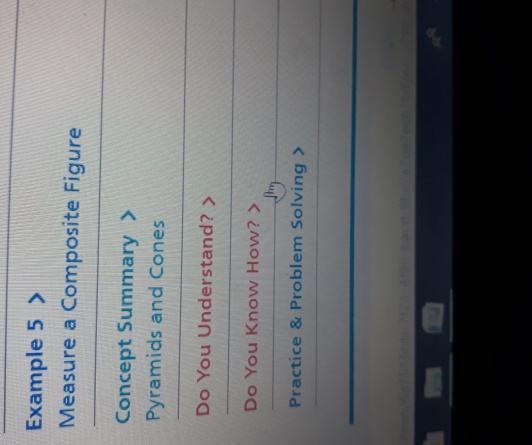 Example 5 >
Measure a Composite Figure
Concept Summary >
Pyramids and Cones
Do You Understand? >
Do You Know How? >
Practice & Problem Solving >